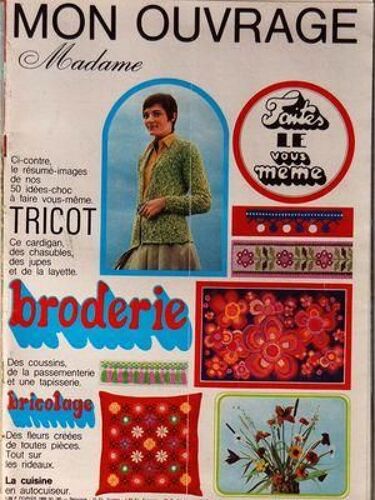 MON OUVRAGE
Madame
Faites
LE
vous
même
Ci-contre,
le résumé-images
de nos
50 idées-choc
à faire vous-même.
TRICOT
Ce cardigan,
des chasubles,
des jupes
et de la layette.
broderie
Des coussins,
de la passementerie
et une tapisserie.
bricolage
Des fleurs créées
de toutes pièces.
Tout sur
les rideaux.
La cuisine
en autocuiseur.